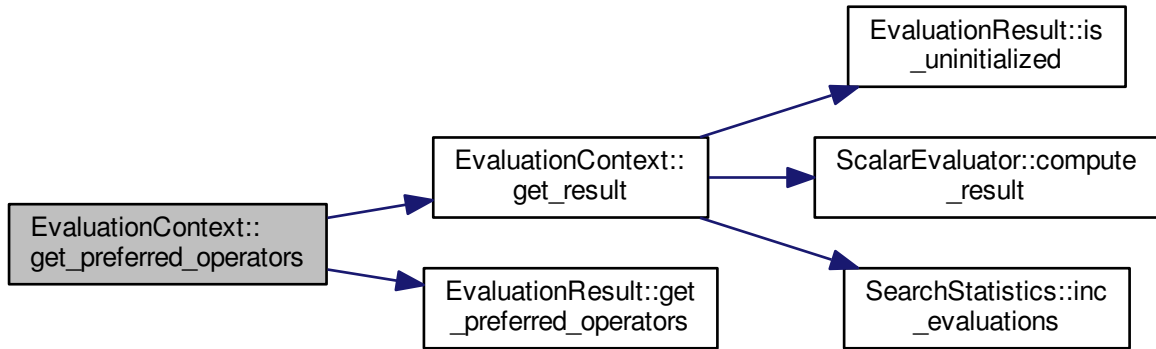 EvaluationContext::
get_preferred_operators
EvaluationContext::
get_result
EvaluationResult::get
_preferred_operators
EvaluationResult::is
_uninitialized
ScalarEvaluator::compute
_result
SearchStatistics::inc
_evaluations